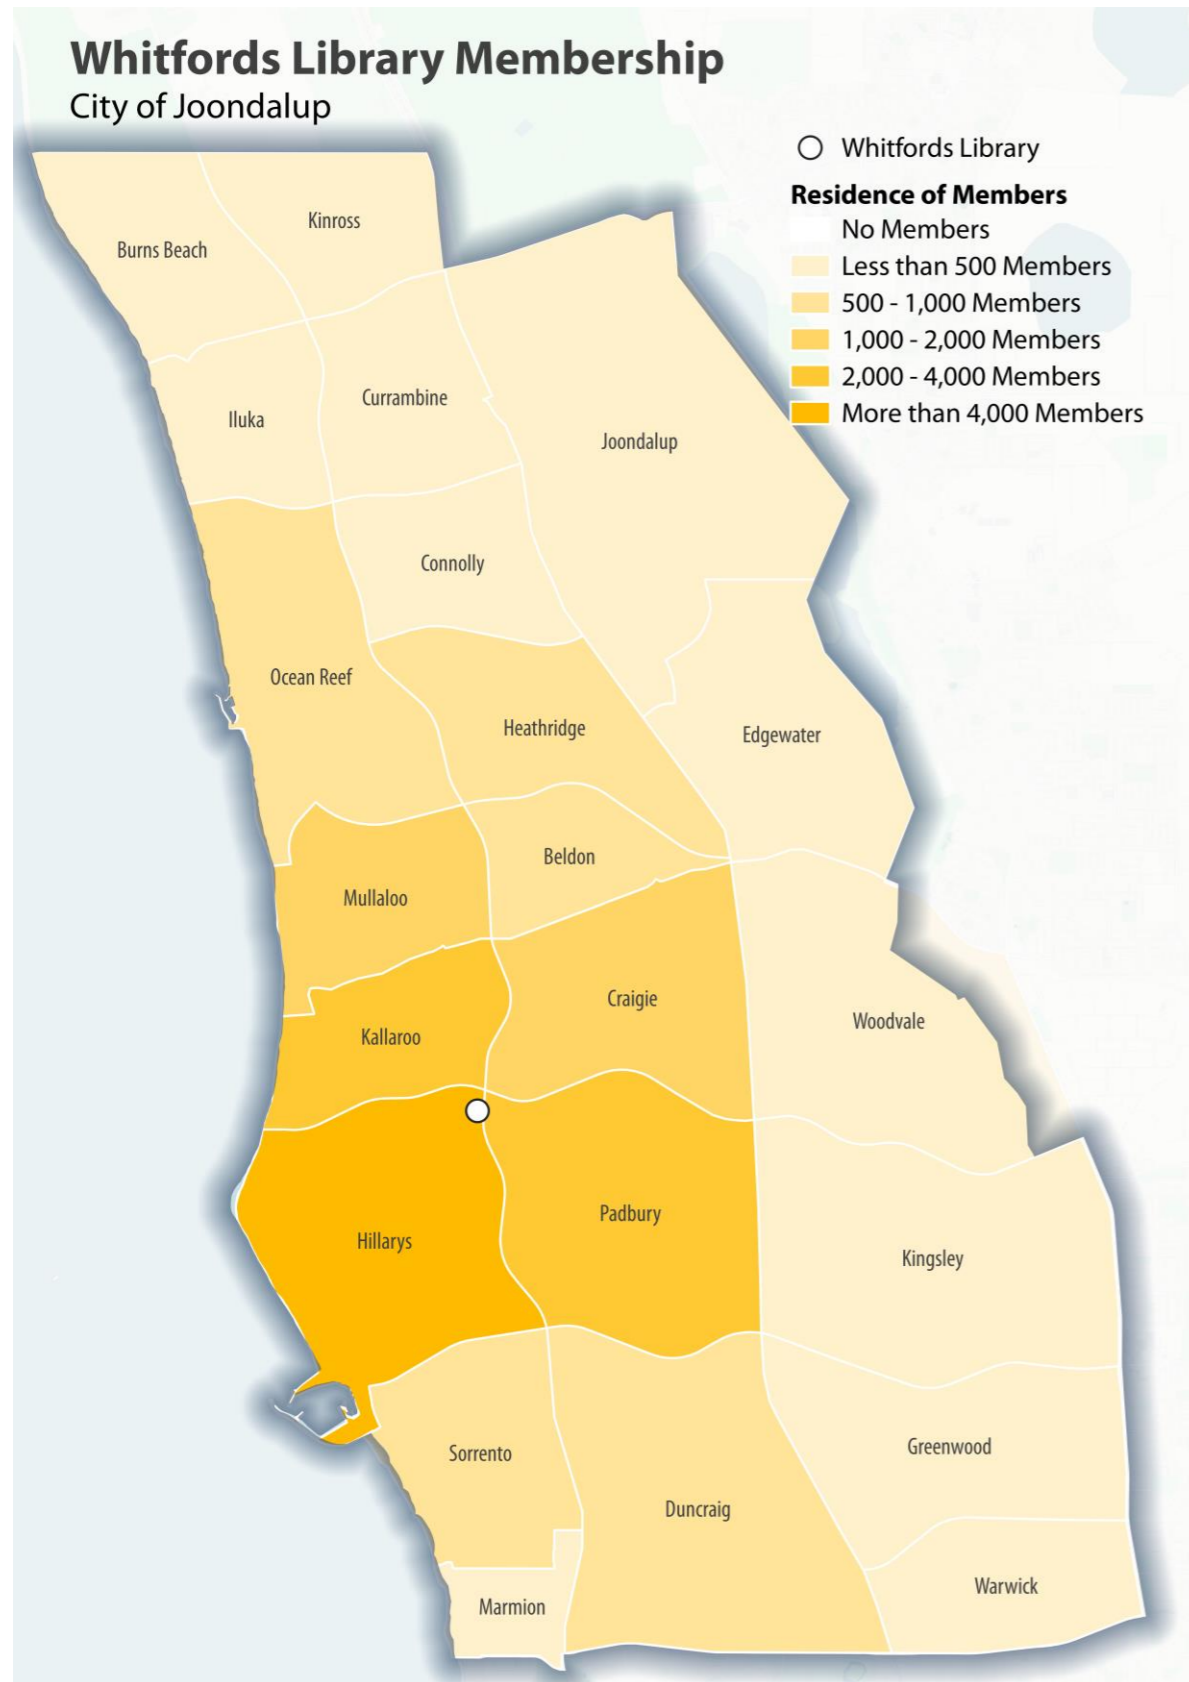 Whitfords Library Membership
City of Joondalup
Whitfords Library
Residence of Members
No Members
Less than 500 Members
500 - 1,000 Members
1,000 - 2,000 Members
2,000 - 4,000 Members
More than 4,000 Members
Kinross
Burns Beach
Currambine
Iluka
Joondalup
Connolly
Ocean Reef
Heathridge
Edgewater
Beldon
Mullaloo
Craigie
Woodvale
Kallaroo
Padbury
Hillarys
Kingsley
Greenwood
Sorrento
Duncraig
Warwick
Marmion